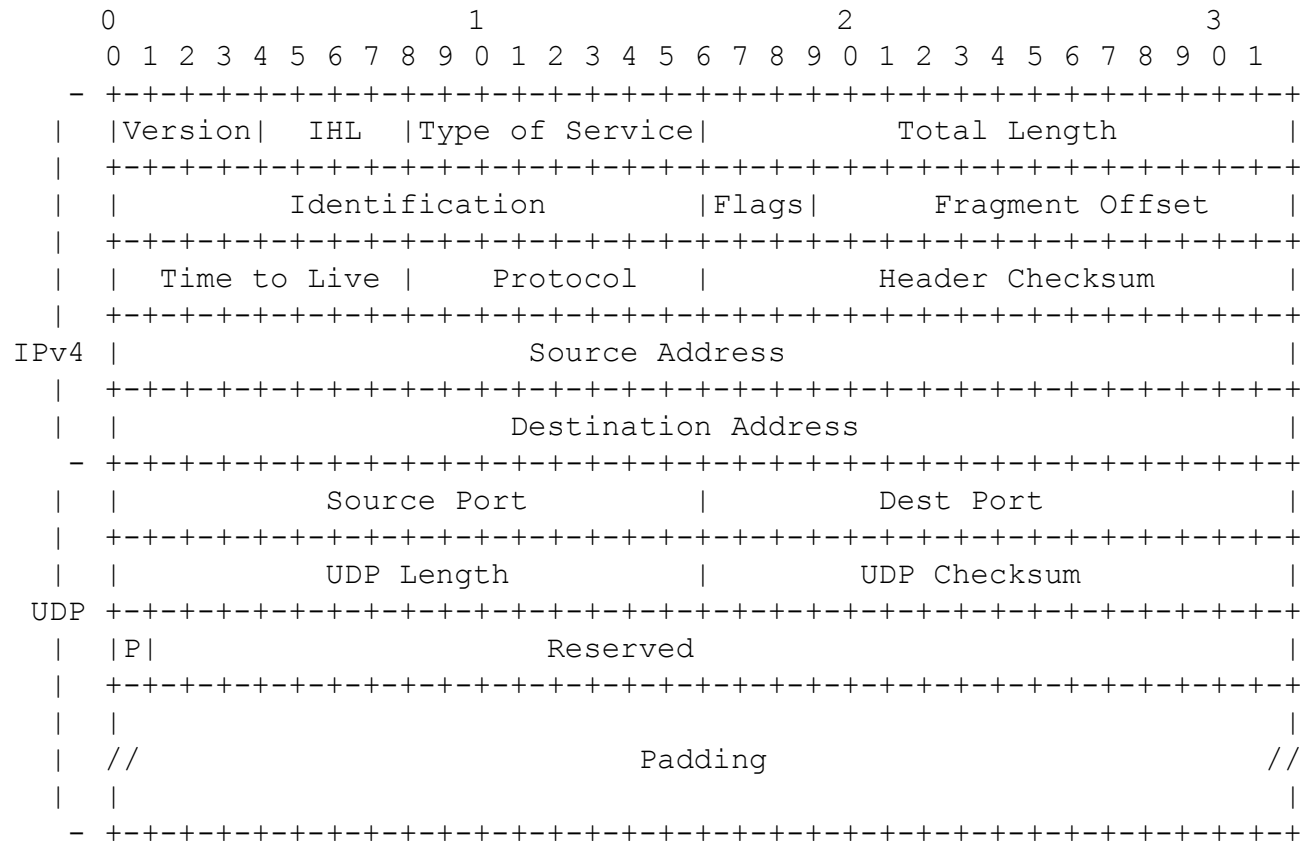 0                   1                   2                   3
       0 1 2 3 4 5 6 7 8 9 0 1 2 3 4 5 6 7 8 9 0 1 2 3 4 5 6 7 8 9 0 1
     - +-+-+-+-+-+-+-+-+-+-+-+-+-+-+-+-+-+-+-+-+-+-+-+-+-+-+-+-+-+-+-+-+
    |  |Version|  IHL  |Type of Service|          Total Length         |
    |  +-+-+-+-+-+-+-+-+-+-+-+-+-+-+-+-+-+-+-+-+-+-+-+-+-+-+-+-+-+-+-+-+
    |  |         Identification        |Flags|      Fragment Offset    |
    |  +-+-+-+-+-+-+-+-+-+-+-+-+-+-+-+-+-+-+-+-+-+-+-+-+-+-+-+-+-+-+-+-+
    |  |  Time to Live |    Protocol   |         Header Checksum       |
    |  +-+-+-+-+-+-+-+-+-+-+-+-+-+-+-+-+-+-+-+-+-+-+-+-+-+-+-+-+-+-+-+-+
  IPv4 |                      Source Address                           |
    |  +-+-+-+-+-+-+-+-+-+-+-+-+-+-+-+-+-+-+-+-+-+-+-+-+-+-+-+-+-+-+-+-+
    |  |                     Destination Address                       |
     - +-+-+-+-+-+-+-+-+-+-+-+-+-+-+-+-+-+-+-+-+-+-+-+-+-+-+-+-+-+-+-+-+
    |  |           Source Port         |         Dest Port             |
    |  +-+-+-+-+-+-+-+-+-+-+-+-+-+-+-+-+-+-+-+-+-+-+-+-+-+-+-+-+-+-+-+-+
    |  |           UDP Length          |        UDP Checksum           |
   UDP +-+-+-+-+-+-+-+-+-+-+-+-+-+-+-+-+-+-+-+-+-+-+-+-+-+-+-+-+-+-+-+-+
    |  |P|                     Reserved                                |
    |  +-+-+-+-+-+-+-+-+-+-+-+-+-+-+-+-+-+-+-+-+-+-+-+-+-+-+-+-+-+-+-+-+
    |  |                                                               |
    |  //                           Padding                           //
    |  |                                                               |
     - +-+-+-+-+-+-+-+-+-+-+-+-+-+-+-+-+-+-+-+-+-+-+-+-+-+-+-+-+-+-+-+-+